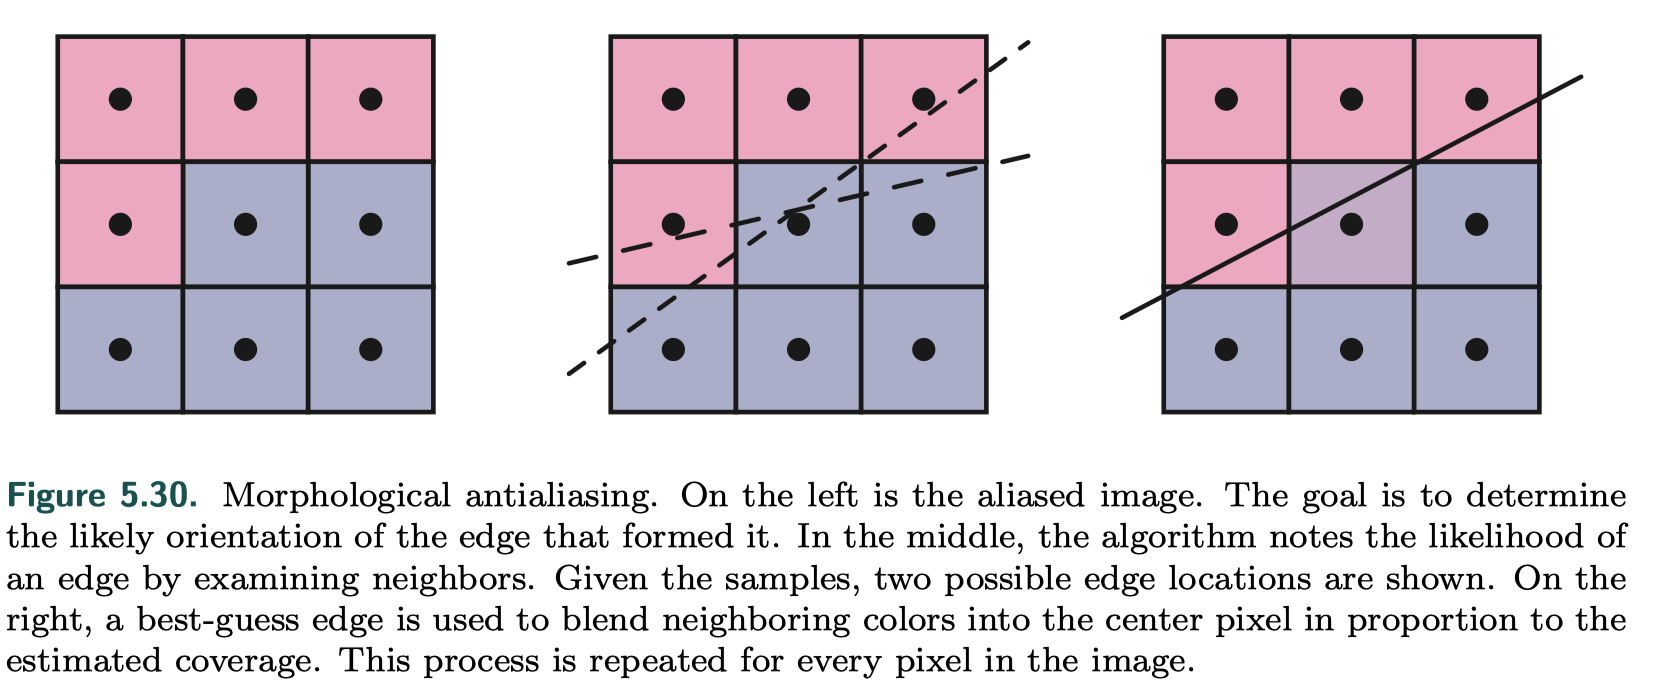 Figure 5.30. Morphological antialiasing. On the left is the aliased image. The goal is to determine
the likely orientation of the edge that formed it. In the middle, the algorithm notes the likelihood of
an edge by examining neighbors. Given the samples, two possible edge locations are shown. On the
right, a best-guess edge is used to blend neighboring colors into the center pixel in proportion to the
estimated coverage. This process is repeated for every pixel in the image.